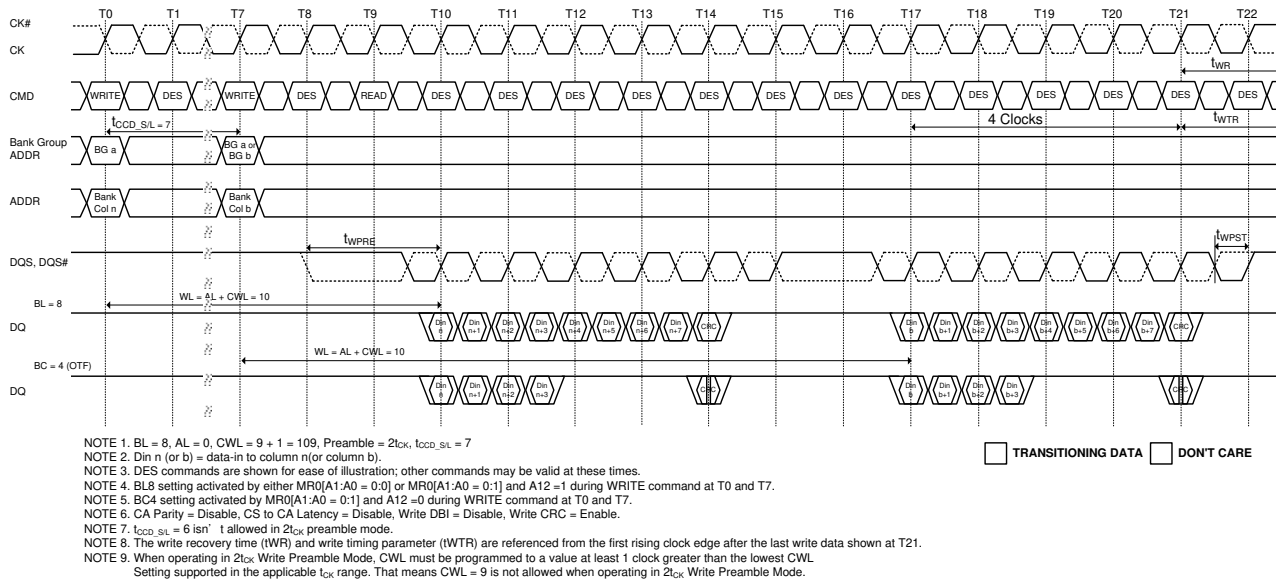 T0 T1 T7 T8 T9 T10 T11 T12 T13 T14 T15 T16 T17 T18 T19 T20 T21 T22
CK#
CK
tWR
CMD WRITE DES WRITE DES READ DES DES DES DES DES DES DES DES DES DES DES DES DES
tCCD_S/L = 7
4 Clocks
tWTR
Bank Group
ADDR
BG a
BG a or
BG b
ADDR
Bank
Col n
Bank
Col b
tWPRE
tWPST
DQS, DQS#
BL = 8
WL = AL + CWL = 10
DQ
Din n Din n+1 Din n+2 Din n+3 Din n+4 Din n+5 Din n+6 Din n+7 CRC Din b Din b+1 Din b+2 Din b+3 Din b+4 Din b+5 Din b+6 Din b+7 CRC
BC = 4 (OTF)
WL = AL + CWL = 10
DQ
Din n Din n+1 Din n+2 Din n+3 CRC Din b Din b+1 Din b+2 Din b+3 CRC
NOTE 1. BL = 8, AL = 0, CWL = 9 + 1 = 109, Preamble = 2tCK, tCCD_S/L = 7
NOTE 2. Din n (or b) = data-in to column n(or column b).
NOTE 3. DES commands are shown for ease of illustration; other commands may be valid at these times.
NOTE 4. BL8 setting activated by either MR0[A1:A0 = 0:0] or MR0[A1:A0 = 0:1] and A12 =1 during WRITE command at T0 and T7.
NOTE 5. BC4 setting activated by MR0[A1:A0 = 0:1] and A12 =0 during WRITE command at T0 and T7.
NOTE 6. CA Parity = Disable, CS to CA Latency = Disable, Write DBI = Disable, Write CRC = Enable.
NOTE 7. tCCD_S/L = 6 isn’ t allowed in 2tCK preamble mode.
NOTE 8. The write recovery time (tWR) and write timing parameter (tWTR) are referenced from the first rising clock edge after the last write data shown at T21.
NOTE 9. When operating in 2tCK Write Preamble Mode, CWL must be programmed to a value at least 1 clock greater than the lowest CWL
Setting supported in the applicable tCK range. That means CWL = 9 is not allowed when operating in 2tCK Write Preamble Mode.
TRANSITIONING DATA DON'T CARE